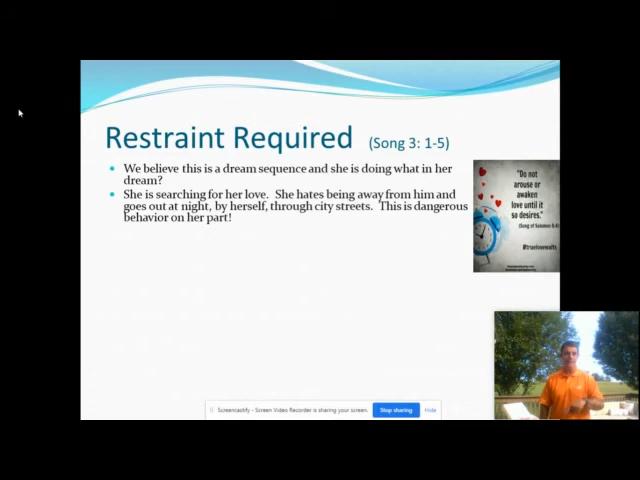 Restraint Required (Song 3: 1-5)
We believe this is a dream sequence and she is doing what in her
dream?
She is searching for her love. She hates being away from him and
goes out at night, by herself, through city streets. This is dangerous
behavior on her part!
"Do not
arouse or
awaken
love until it
so desires."
(Song of Solomon 8:4)
#truelovewaits
Screencastify - Screen Video Recorder is sharing your screen.
Stop sharing
Hide